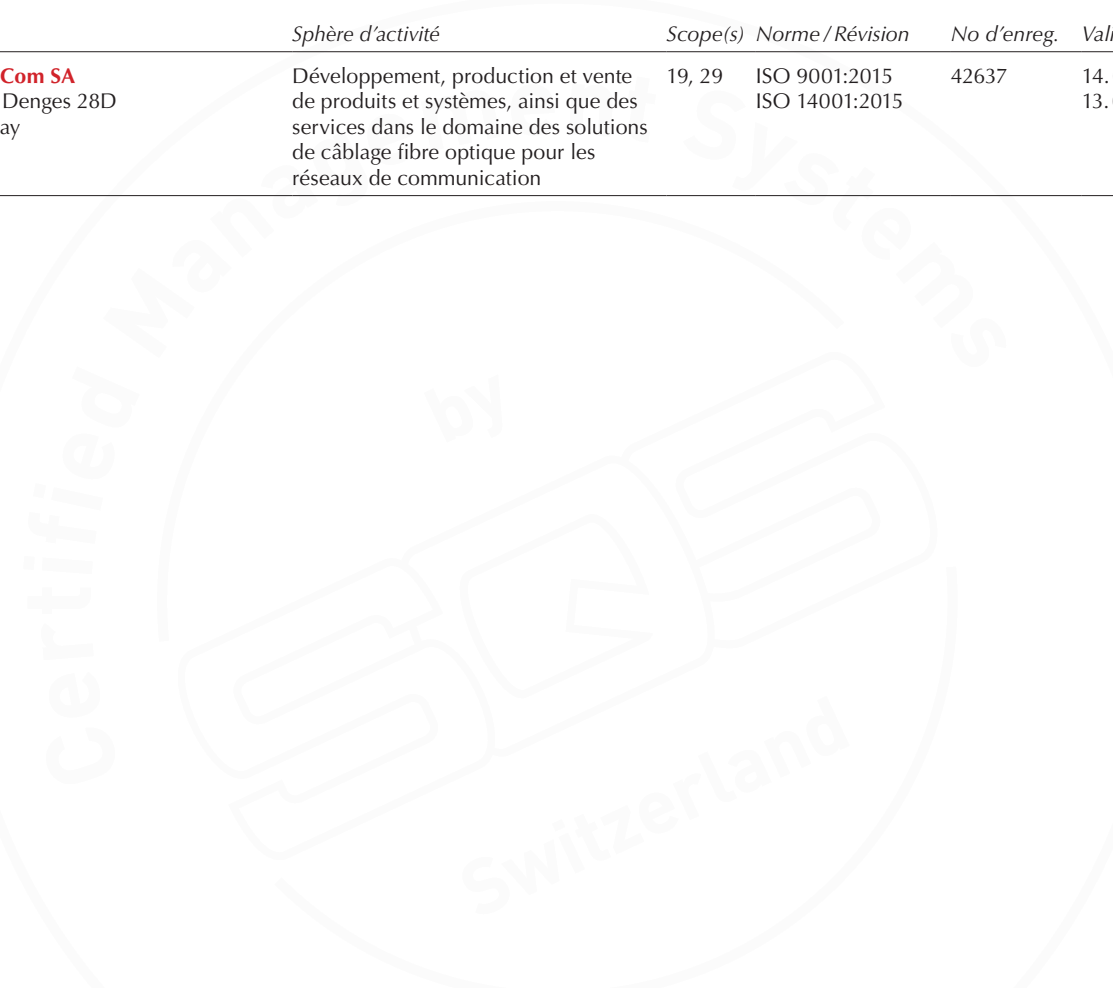 Sphère d’activité Scope(s) Norme / Révision No d’enreg.
Com SA Développement, production et vente 19, 29 ISO 9001:2015 42637 14.
Denges 28D de produits et systèmes, ainsi que des ISO 14001:2015 13.
services dans le domaine des solutions
de câblage fibre optique pour les
réseaux de communication
Certified Management Systems
by
SQS
Switzerland